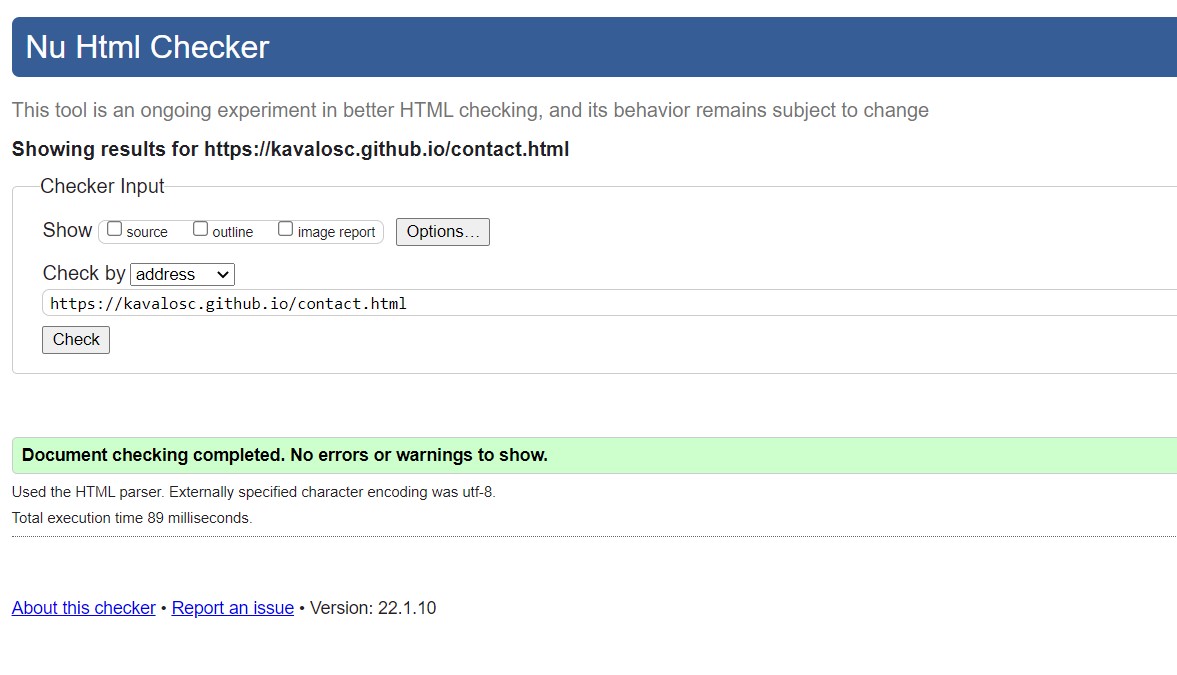 Nu Html Checker
This tool is an ongoing experiment in better HTML checking, and its behavior remains subject to change
Showing results for https://kavalosc.github.io/contact.html
Checker Input
Show source outline image report Options...
Check by address
https://kavalosc.github.io/contact.html
Check
Document checking completed. No errors or warnings to show.
Used the HTML parser. Externally specified character encoding was utf-8.
Total execution time 89 milliseconds.
About this checker • Report an issue • Version: 22.1.10